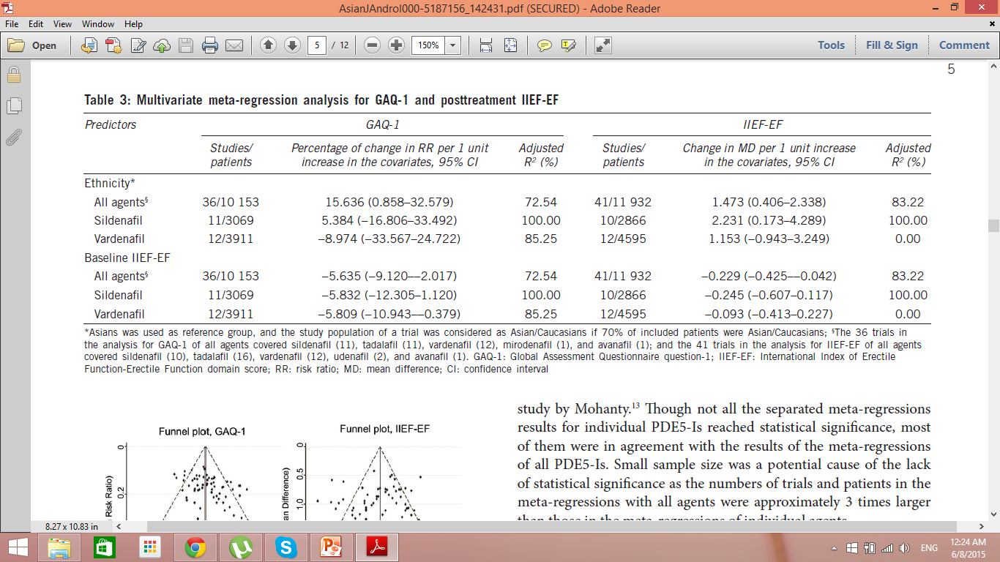 AsianJAndrol000-5187156_142431.pdf (SECURED) - Adobe Reader
File Edit View Window Help
Open 5 / 12 150% Tools Fill & Sign Comment
5
Table 3: Multivariate meta-regression analysis for GAQ-1 and posttreatment IIEF-EF
Predictors GAQ-1 IIEF-EF
Studies/ Percentage of change in RR per 1 unit Adjusted Studies/ Change in MD per 1 unit increase Adjusted
patients increase in the covariates, 95% CI R² (%) patients in the covariates, 95% CI R² (%)
Ethnicity*
All agents§ 36/10 153 15.636 (0.858–32.579) 72.54 41/11 932 1.473 (0.406–2.338) 83.22
Sildenafil 11/3069 5.384 (−16.806–33.492) 100.00 10/2866 2.231 (0.173–4.289) 100.00
Vardenafil 12/3911 −8.974 (−33.567–24.722) 85.25 12/4595 1.153 (−0.943–3.249) 0.00
Baseline IIEF-EF
All agents§ 36/10 153 −5.635 (−9.120–−2.017) 72.54 41/11 932 −0.229 (−0.425–−0.042) 83.22
Sildenafil 11/3069 −5.832 (−12.305–1.120) 100.00 10/2866 −0.245 (−0.607–0.117) 100.00
Vardenafil 12/3911 −5.809 (−10.943–−0.379) 85.25 12/4595 −0.093 (−0.413–0.227) 0.00
*Asians was used as reference group, and the study population of a trial was considered as Asian/Caucasians if 70% of included patients were Asian/Caucasians; §The 36 trials in
the analysis for GAQ-1 of all agents covered sildenafil (11), tadalafil (11), vardenafil (12), mirodenafil (1), and avanafil (1); and the 41 trials in the analysis for IIEF-EF of all agents
covered sildenafil (10), tadalafil (16), vardenafil (12), udenafil (2), and avanafil (1). GAQ-1: Global Assessment Questionnaire question-1; IIEF-EF: International Index of Erectile
Function-Erectile Function domain score; RR: risk ratio; MD: mean difference; CI: confidence interval
Funnel plot, GAQ-1
0
0.2
Risk Ratio)
Funnel plot, IIEF-EF
0
0.5
1.0
an Difference)
study by Mohanty.13 Though not all the separated meta-regressions
results for individual PDE5-Is reached statistical significance, most
of them were in agreement with the results of the meta-regressions
of all PDE5-Is. Small sample size was a potential cause of the lack
of statistical significance as the numbers of trials and patients in the
meta-regressions with all agents were approximately 3 times larger
than those in the meta-regressions of individual agents.
8.27 x 10.83 in
ENG
12:24 AM
6/8/2015